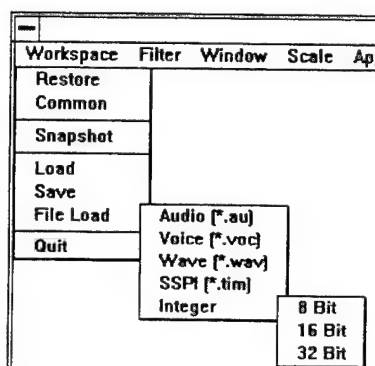 Workspace Filter Window Scale Ap
Restore
Common
Snapshot
Load
Save
File Load
Quit
Audio (*.au)
Voice (*.voc)
Wave (*.wav)
SSPI (*.tim)
Integer
8 Bit
16 Bit
32 Bit